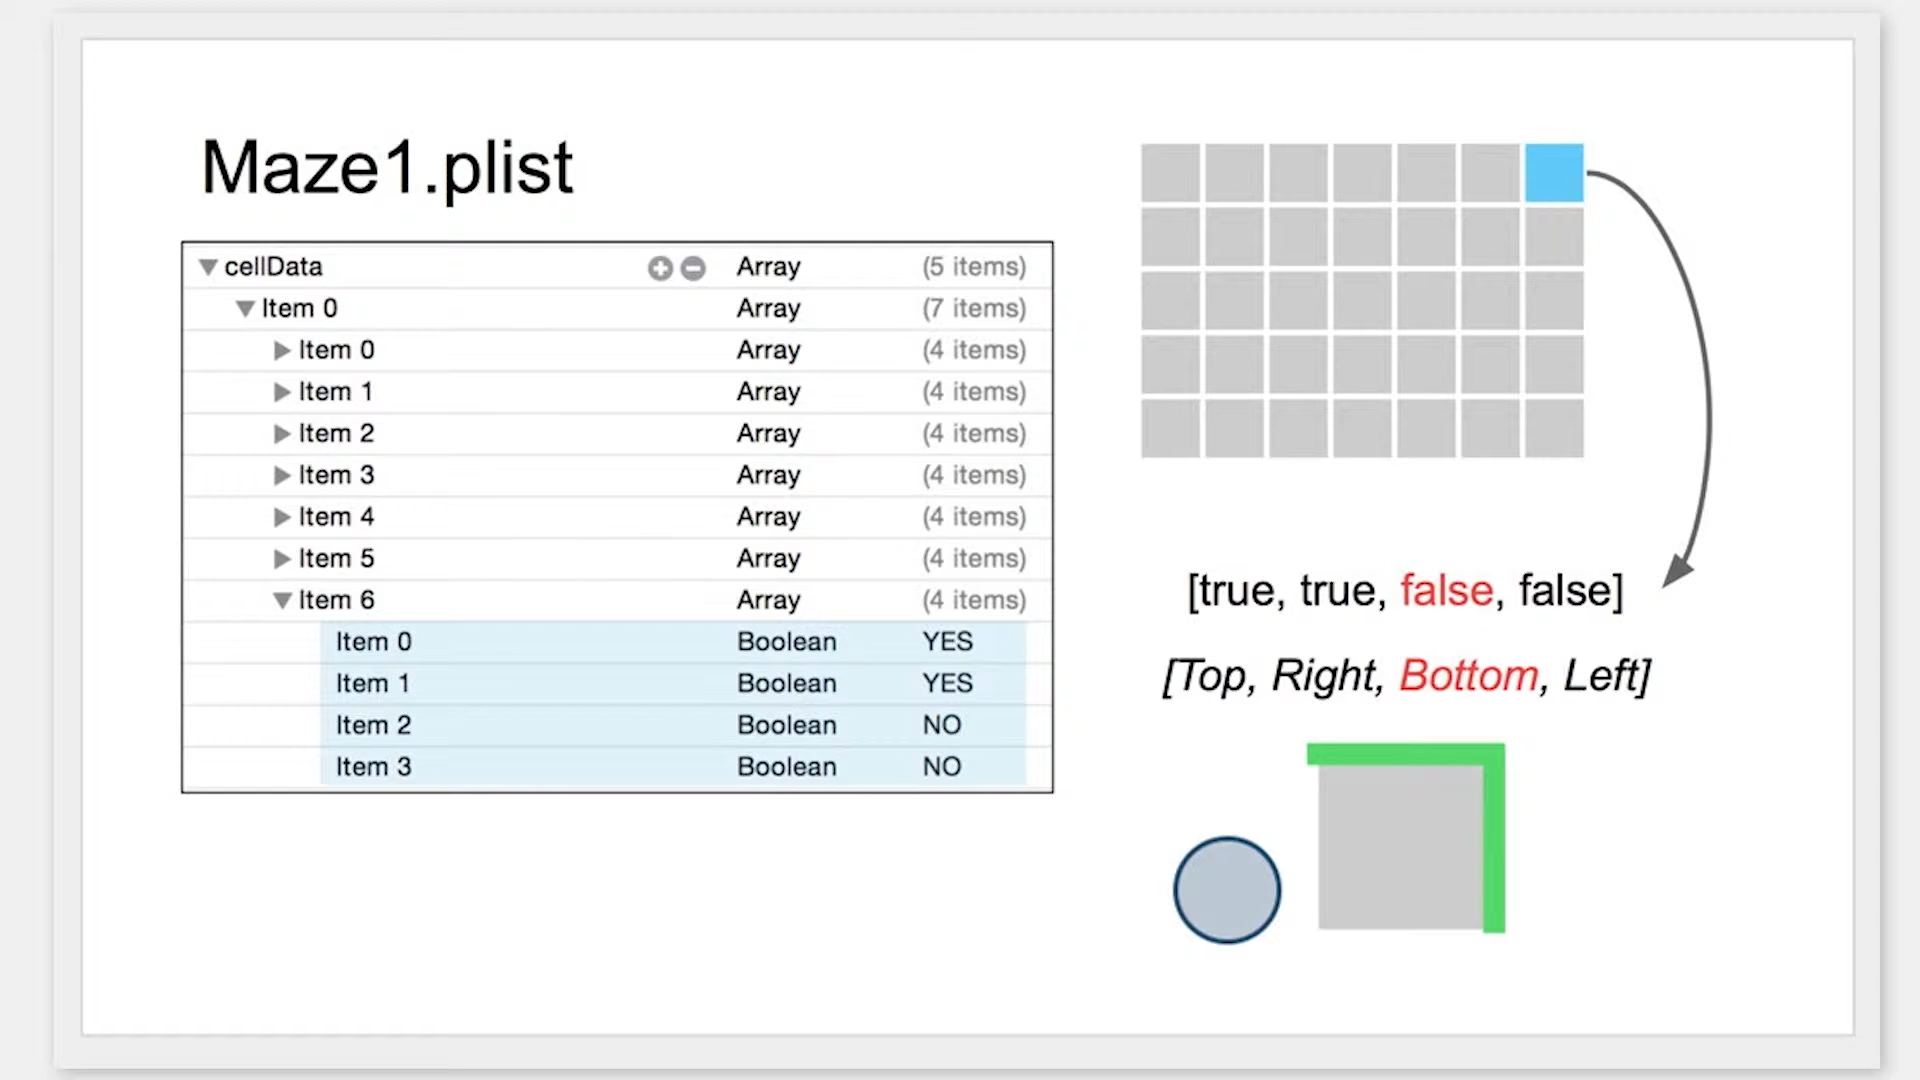 Maze1.plist
cellData Array (5 items)
Item 0 Array (7 items)
Item 0 Array (4 items)
Item 1 Array (4 items)
Item 2 Array (4 items)
Item 3 Array (4 items)
Item 4 Array (4 items)
Item 5 Array (4 items)
Item 6 Array (4 items)
Item 0 Boolean YES
Item 1 Boolean YES
Item 2 Boolean NO
Item 3 Boolean NO
[true, true, false, false]
[Top, Right, Bottom, Left]